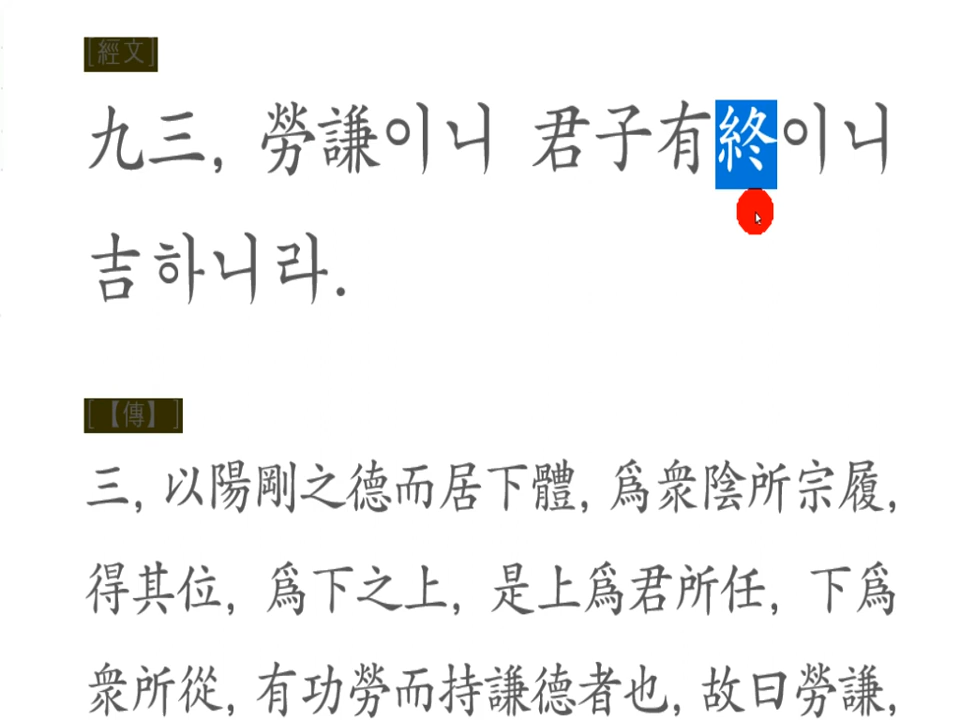 [經文]
九三, 勞謙이니 君子有終이니
吉하니라.
[【傳】]
三, 以陽剛之德而居下體, 爲衆陰所宗履,
得其位, 爲下之上, 是上爲君所任, 下爲
衆所從, 有功勞而持謙德者也, 故曰勞謙,